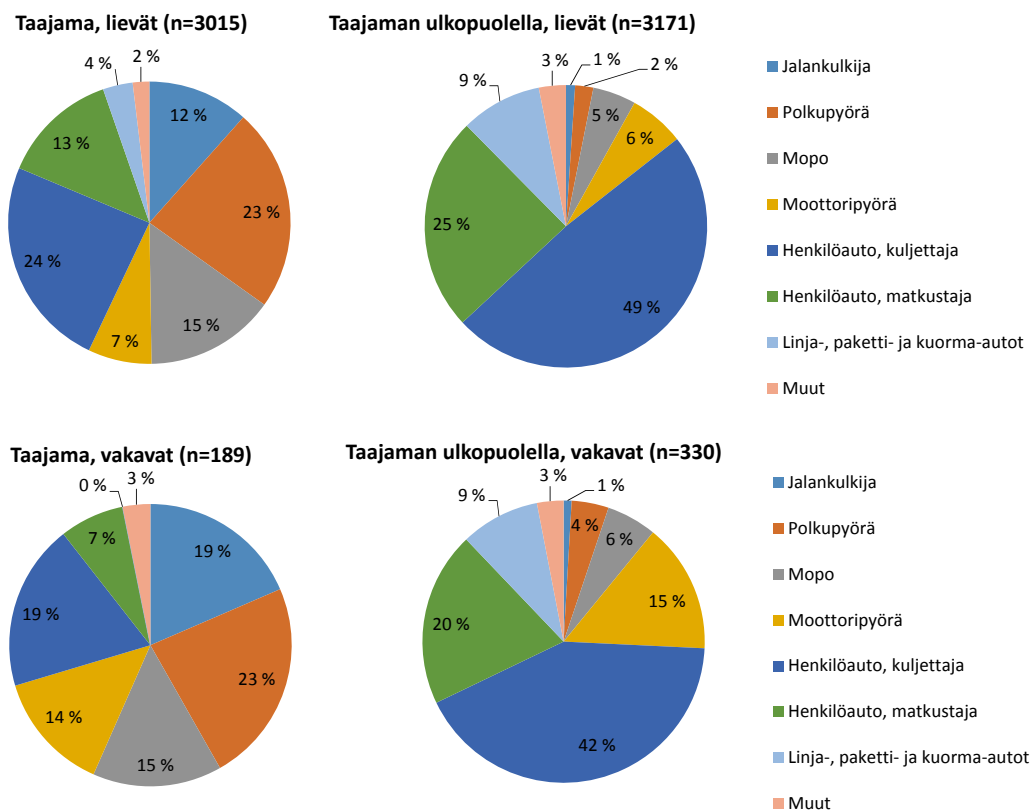 Taajama, lievät (n=3015)
2 %
4 %
12 %
13 %
23 %
24 %
15 %
7 %
Taajaman ulkopuolella, lievät (n=3171)
3 %
1 %
2 %
9 %
5 %
6 %
25 %
49 %
Jalankulkija
Polkupyörä
Mopo
Moottoripyörä
Henkilöauto, kuljettaja
Henkilöauto, matkustaja
Linja-, paketti- ja kuorma-autot
Muut
Taajama, vakavat (n=189)
3 %
0 %
7 %
19 %
19 %
23 %
14 %
15 %
Taajaman ulkopuolella, vakavat (n=330)
3 %
1 %
9 %
4 %
6 %
15 %
20 %
42 %
Jalankulkija
Polkupyörä
Mopo
Moottoripyörä
Henkilöauto, kuljettaja
Henkilöauto, matkustaja
Linja-, paketti- ja kuorma-autot
Muut